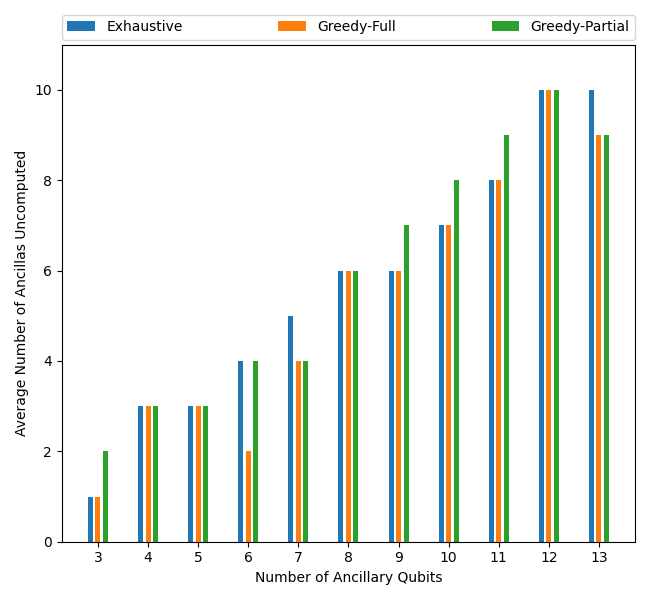 Exhaustive Greedy-Full Greedy-Partial
Average Number of Ancillas Uncomputed
10
8
6
4
2
0
3 4 5 6 7 8 9 10 11 12 13
Number of Ancillary Qubits